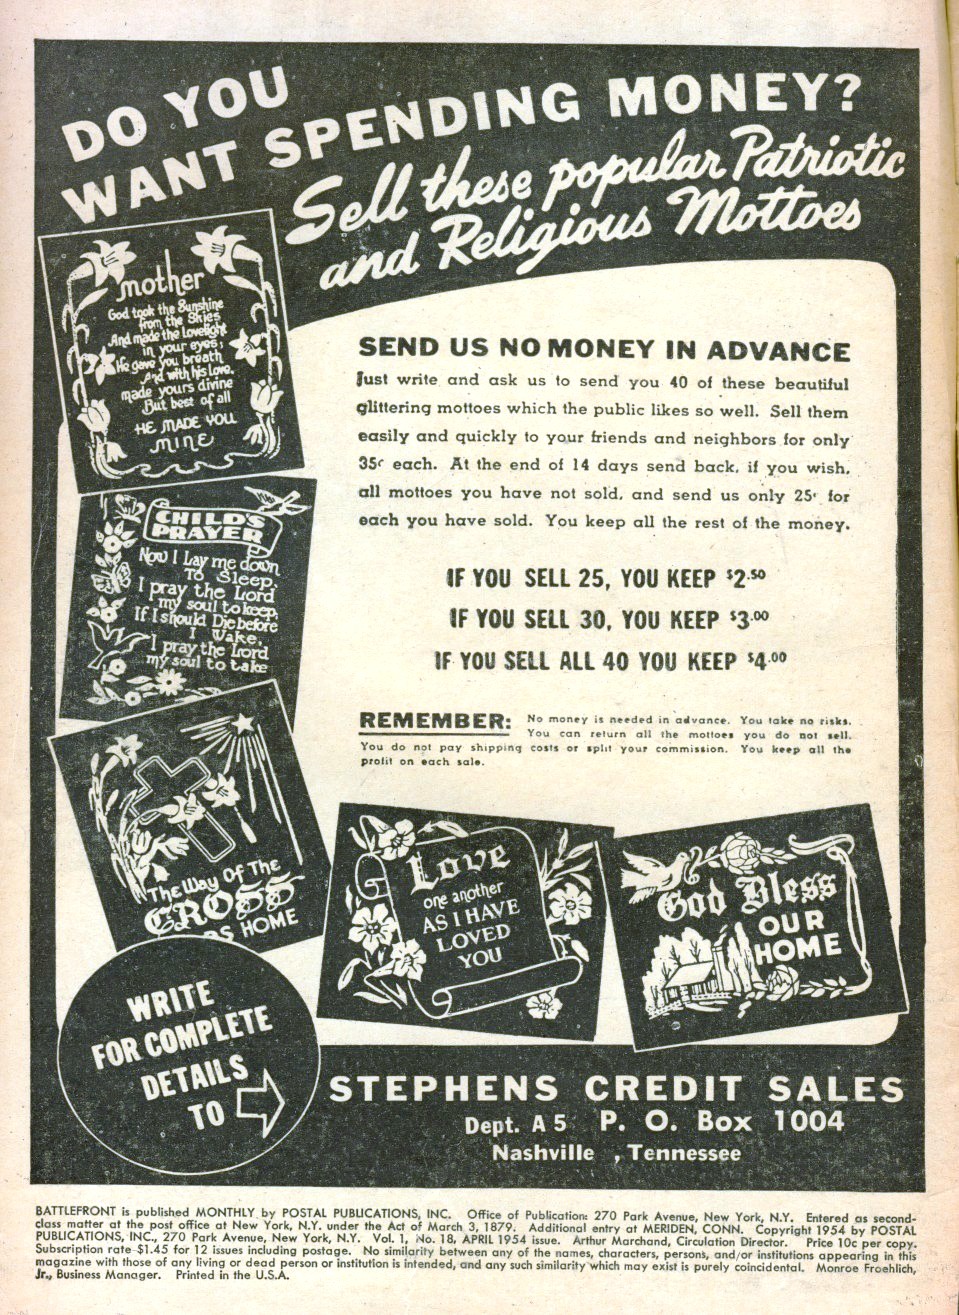 DO YOU
WANT SPENDING MONEY?
Sell these popular Patriotic
and Religious Mottoes
mother
God took the Sunshine
from the Skies
And made the Lovelight
in your eyes;
He gave you breath
And with his Love,
made yours divine
But best of all
HE MADE YOU
MINE
SEND US NO MONEY IN ADVANCE
Just write and ask us to send you 40 of these beautiful
glittering mottoes which the public likes so well. Sell them
easily and quickly to your friends and neighbors for only
35c each. At the end of 14 days send back, if you wish,
all mottoes you have not sold, and send us only 25c for
each you have sold. You keep all the rest of the money.
CHILD'S
PRAYER
Now I Lay me down
To Sleep,
I pray the Lord
my soul to keep,
If I should Die before
I Wake,
I pray the Lord
my soul to take
IF YOU SELL 25, YOU KEEP $2.50
IF YOU SELL 30, YOU KEEP $3.00
IF YOU SELL ALL 40 YOU KEEP $4.00
REMEMBER: No money is needed in advance. You take no risks.
You can return all the mottoes you do not sell.
You do not pay shipping costs or split your commission. You keep all the
profit on each sale.
The Way Of The
CROSS
HOME
Love
one another
AS I HAVE
LOVED
YOU
God Bless
OUR
HOME
WRITE
FOR COMPLETE
DETAILS
TO
STEPHENS CREDIT SALES
Dept. A 5 P. O. Box 1004
Nashville , Tennessee
BATTLEFRONT is published MONTHLY by POSTAL PUBLICATIONS, INC. Office of Publication: 270 Park Avenue, New York, N.Y. Entered as second-
class matter at the post office at New York, N.Y. under the Act of March 3, 1879. Additional entry at MERIDEN, CONN. Copyright 1954 by POSTAL
PUBLICATIONS, INC., 270 Park Avenue, New York, N.Y. Vol. 1, No. 18, APRIL 1954 issue. Arthur Marchand, Circulation Director. Price 10c per copy.
Subscription rate $1.45 for 12 issues including postage. No similarity between any of the names, characters, persons, and/or institutions appearing in this
magazine with those of any living or dead person or institution is intended, and any such similarity which may exist is purely coincidental. Monroe Froehlich,
Jr., Business Manager. Printed in the U.S.A.